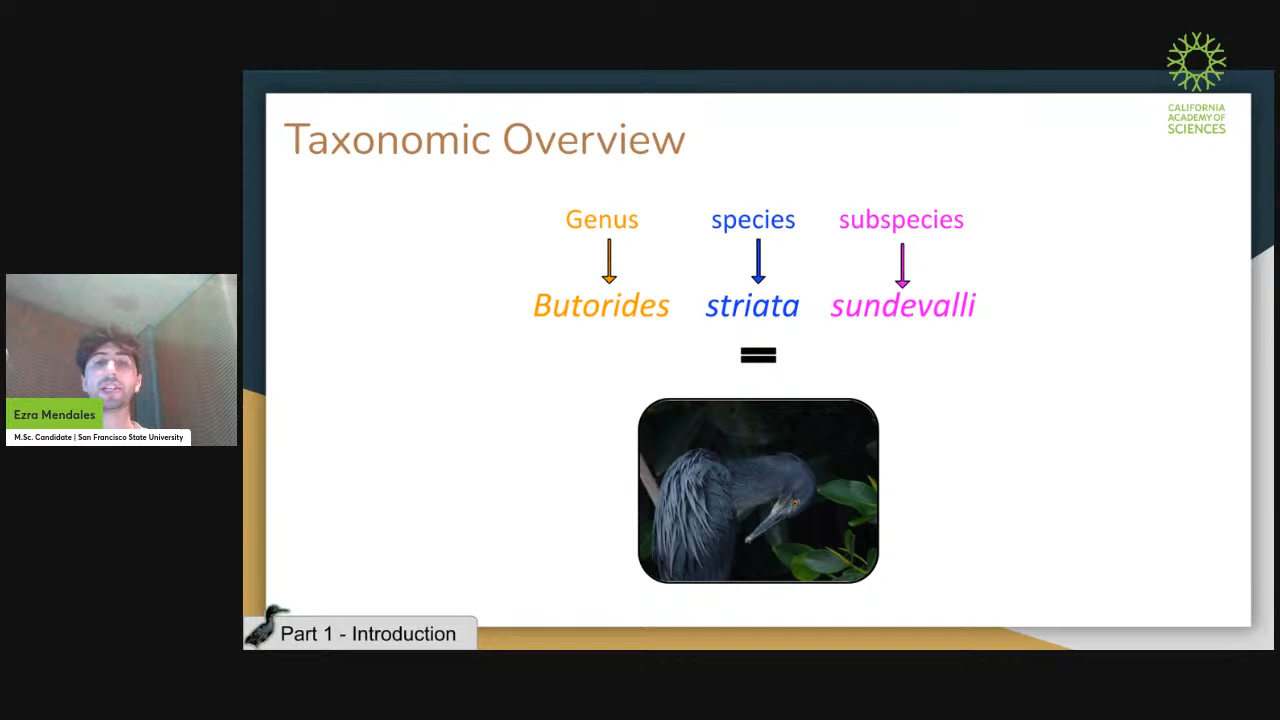 CALIFORNIA
ACADEMY OF
SCIENCES
Taxonomic Overview
Genus species subspecies
Butorides striata sundevalli
=
Ezra Mendales
M.Sc. Candidate | San Francisco State University
Part 1 - Introduction